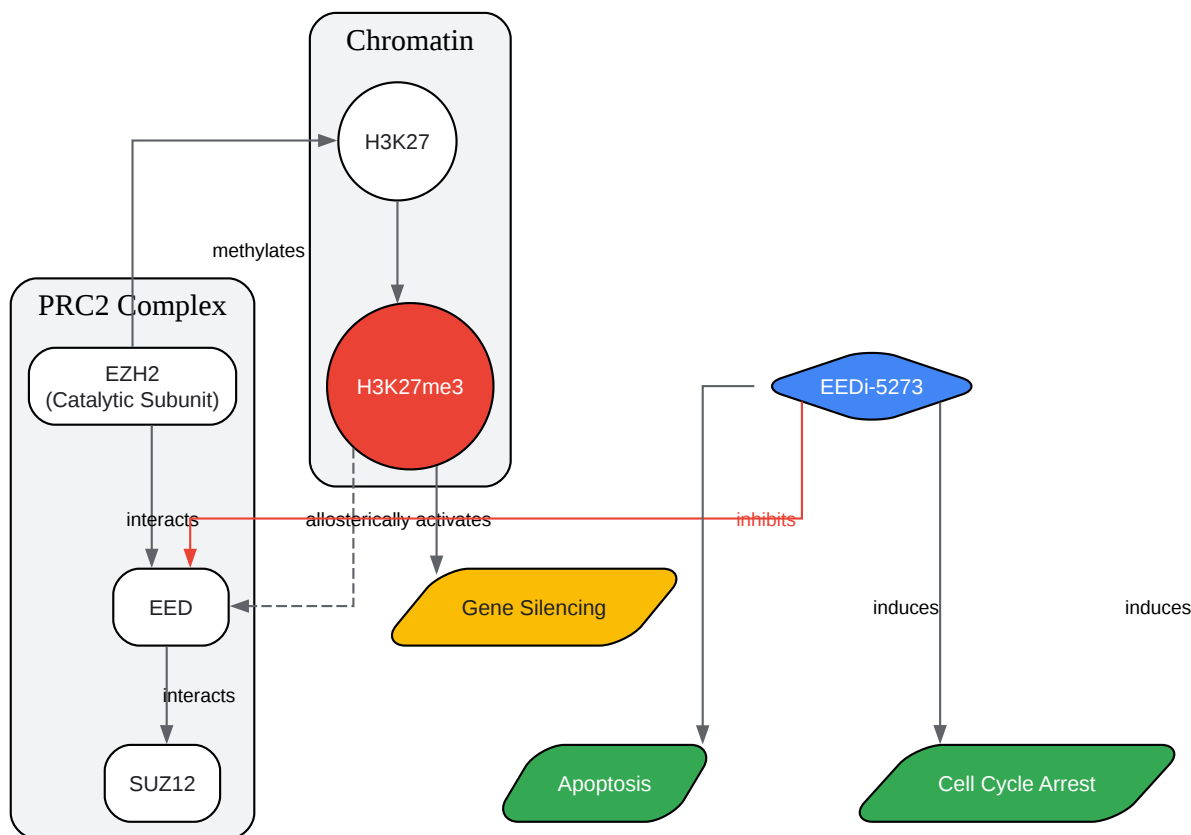 Chromatin
H3K27
methylates
PRC2 Complex
EZH2
(Catalytic Subunit)
H3K27me3
EEDi-5273
interacts
allosterically activates
inhibits
EED
Gene Silencing
induces
induces
interacts
SUZ12
Apoptosis
Cell Cycle Arrest